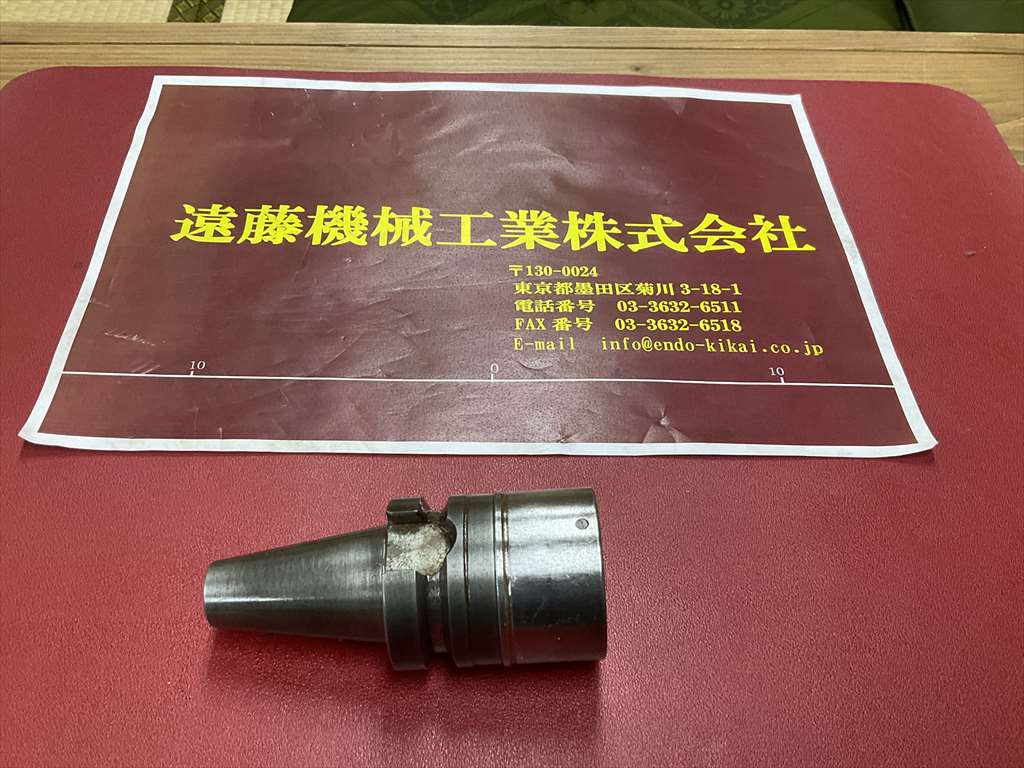 遠藤機械工業株式会社
〒130-0024
東京都墨田区菊川 3-18-1
電話番号 03-3632-6511
FAX 番号 03-3632-6518
E-mail info@endo-kikai.co.jp
10 0 10